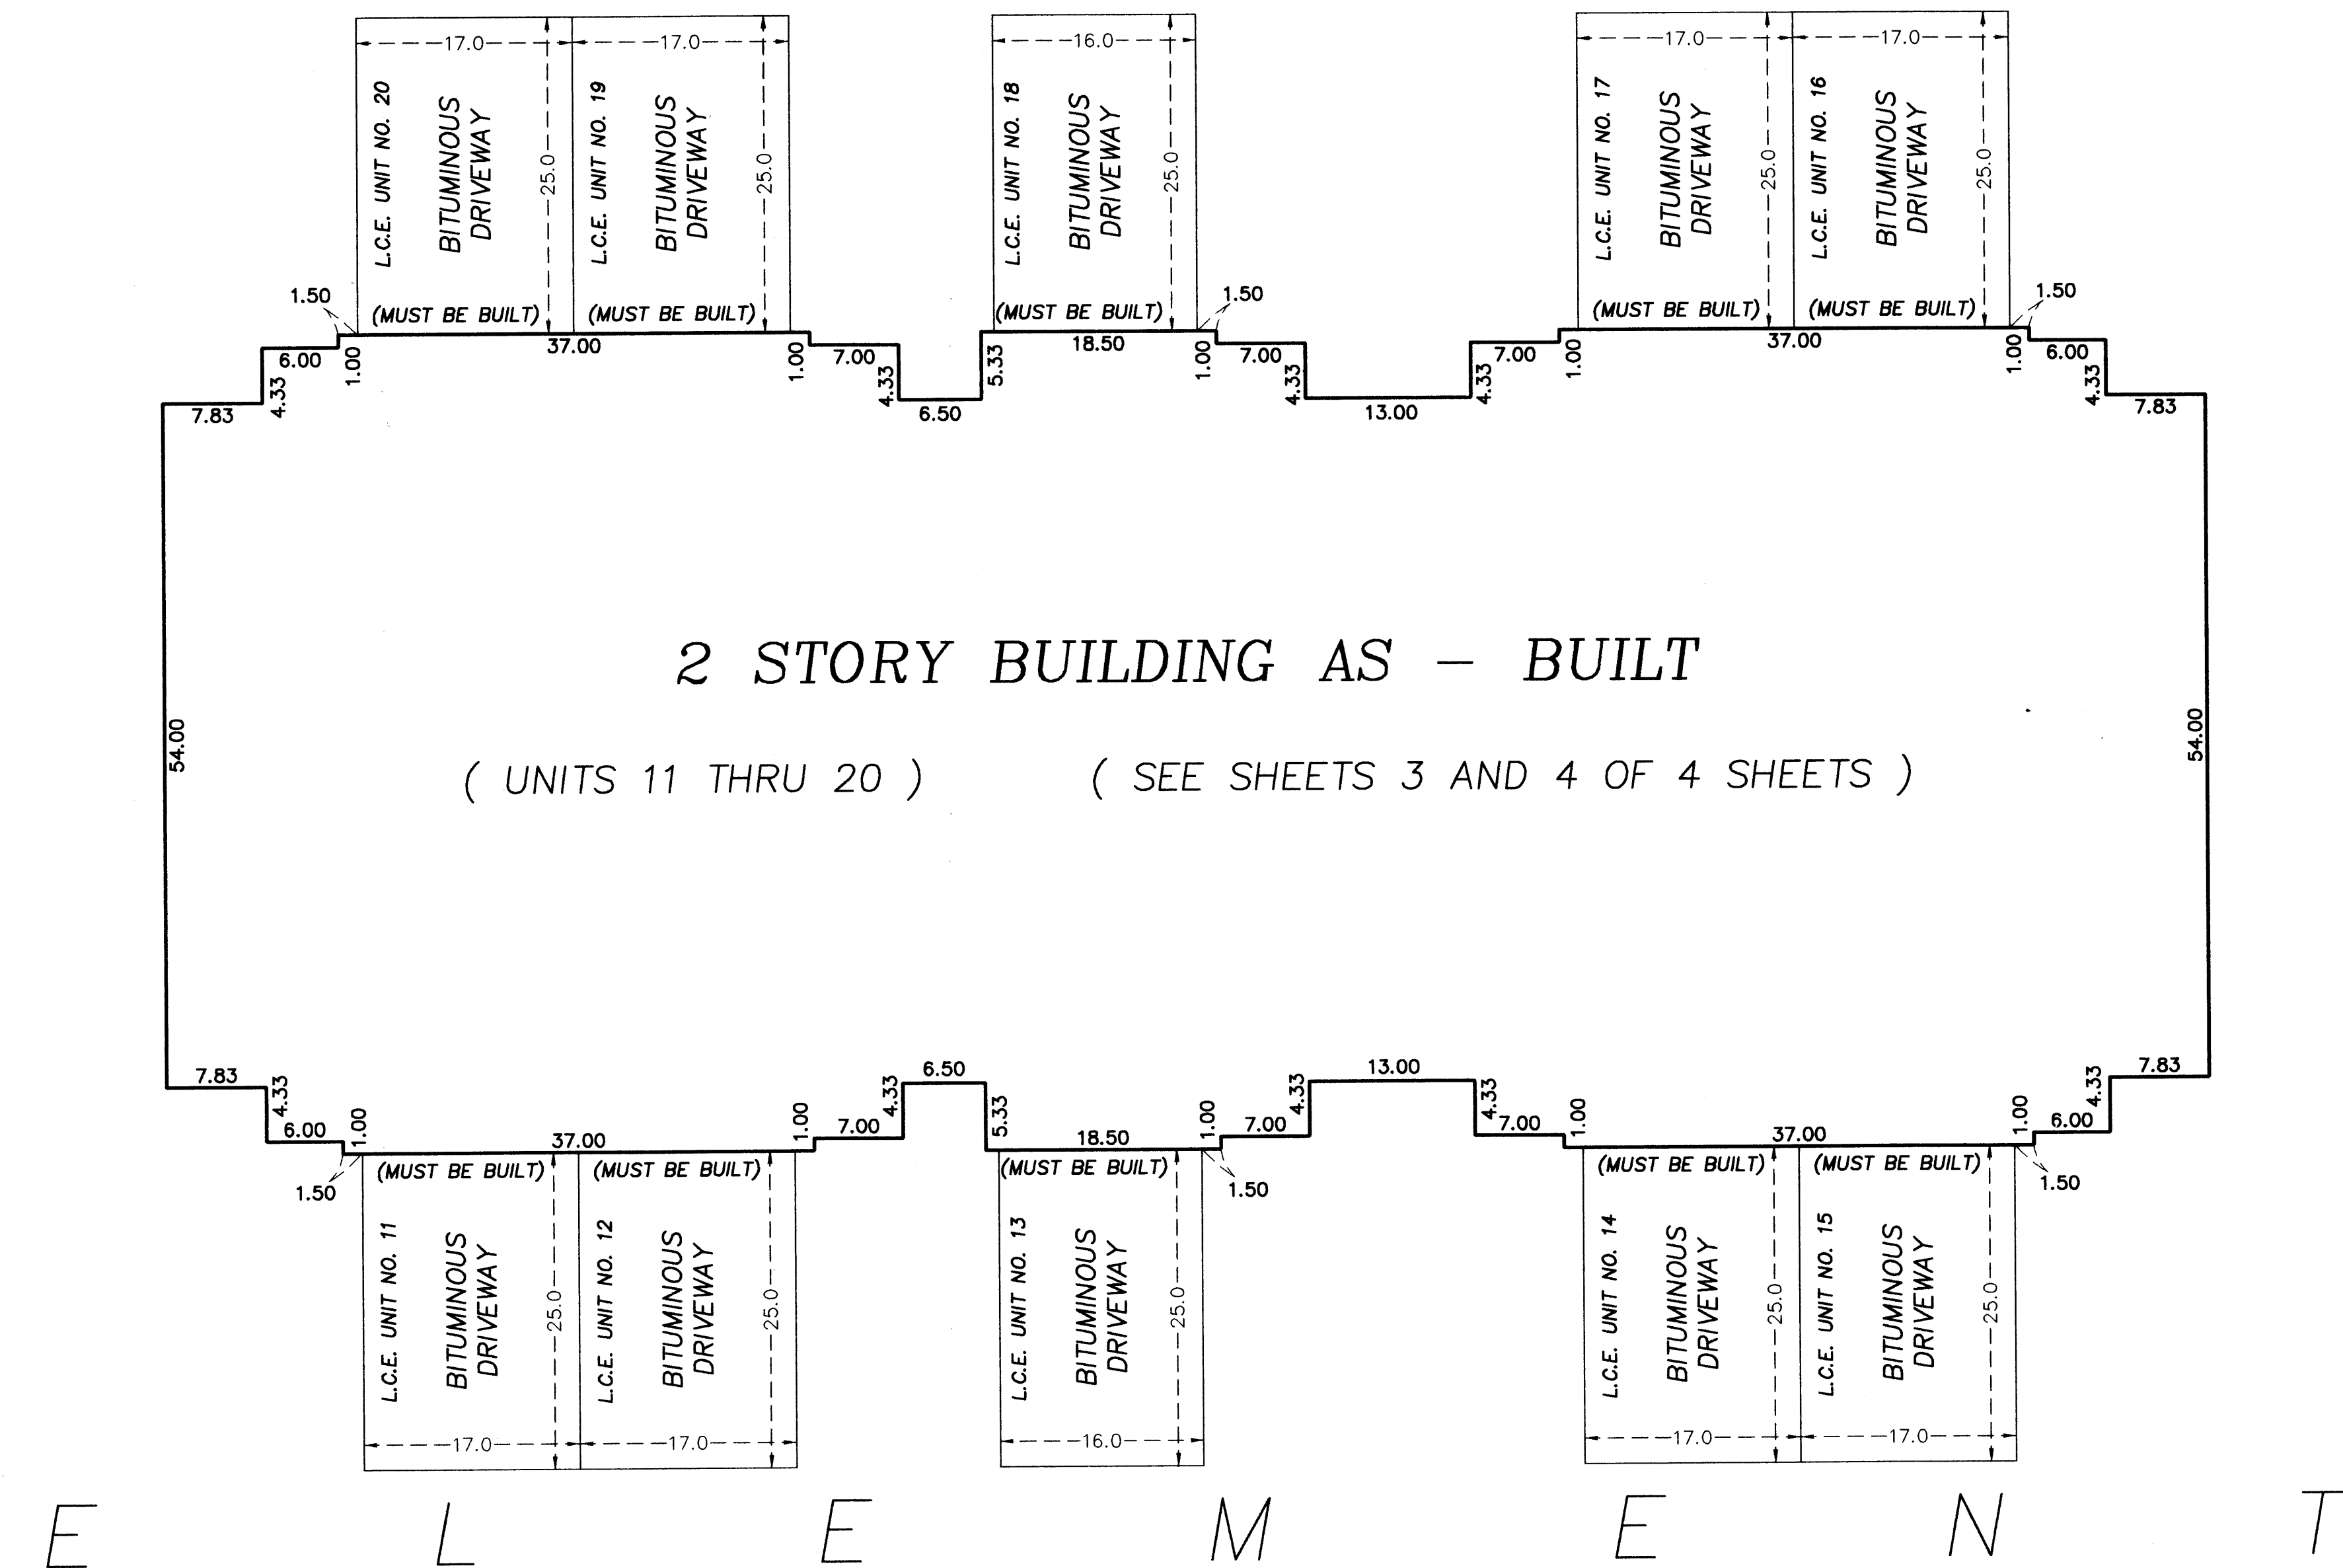 17.0
17.0
16.0
17.0
17.0
L.C.E. UNIT NO. 20
BITUMINOUS
DRIVEWAY
25.0
(MUST BE BUILT)
L.C.E. UNIT NO. 19
BITUMINOUS
DRIVEWAY
25.0
(MUST BE BUILT)
L.C.E. UNIT NO. 18
BITUMINOUS
DRIVEWAY
25.0
(MUST BE BUILT)
L.C.E. UNIT NO. 17
BITUMINOUS
DRIVEWAY
25.0
(MUST BE BUILT)
L.C.E. UNIT NO. 16
BITUMINOUS
DRIVEWAY
25.0
(MUST BE BUILT)
1.50
1.50
1.50
7.83
4.33
6.00
1.00
37.00
1.00
7.00
4.33
6.50
5.33
18.50
1.00
7.00
4.33
13.00
4.33
7.00
1.00
37.00
1.00
6.00
4.33
7.83
2 STORY BUILDING AS - BUILT
54.00
( UNITS 11 THRU 20 )
( SEE SHEETS 3 AND 4 OF 4 SHEETS )
54.00
7.83
4.33
6.00
1.00
37.00
1.00
7.00
4.33
6.50
5.33
18.50
1.00
7.00
4.33
13.00
4.33
7.00
1.00
37.00
1.00
6.00
4.33
7.83
1.50
1.50
1.50
(MUST BE BUILT)
L.C.E. UNIT NO. 11
BITUMINOUS
DRIVEWAY
25.0
(MUST BE BUILT)
L.C.E. UNIT NO. 12
BITUMINOUS
DRIVEWAY
25.0
(MUST BE BUILT)
L.C.E. UNIT NO. 13
BITUMINOUS
DRIVEWAY
25.0
(MUST BE BUILT)
L.C.E. UNIT NO. 14
BITUMINOUS
DRIVEWAY
25.0
(MUST BE BUILT)
L.C.E. UNIT NO. 15
BITUMINOUS
DRIVEWAY
25.0
17.0
17.0
16.0
17.0
17.0
E L E M E N T